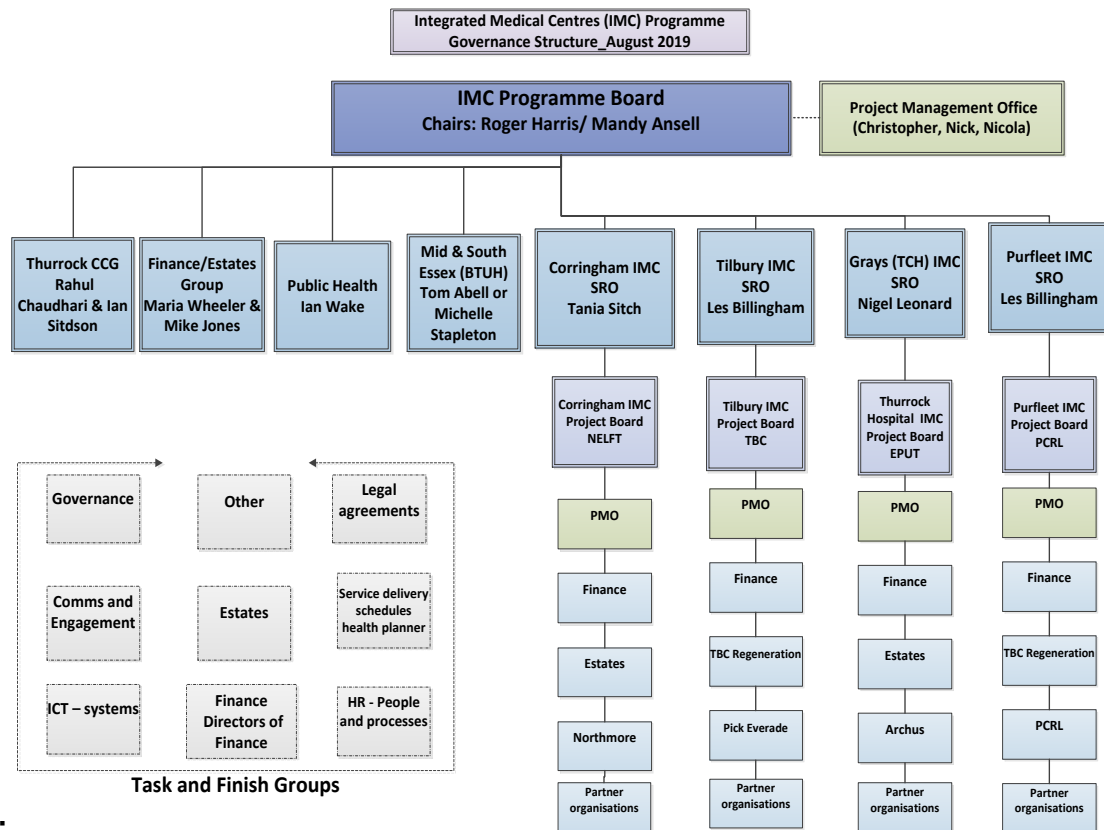 Integrated Medical Centres (IMC) Programme
Governance Structure_August 2019
IMC Programme Board
Chairs: Roger Harris/ Mandy Ansell
Project Management Office
(Christopher, Nick, Nicola)
Thurrock CCG
Rahul
Chaudhari & Ian
Sitdson
Finance/Estates
Group
Maria Wheeler &
Mike Jones
Public Health
Ian Wake
Mid & South
Essex (BTUH)
Tom Abell or
Michelle
Stapleton
Corringham IMC
SRO
Tania Sitch
Tilbury IMC
SRO
Les Billingham
Grays (TCH) IMC
SRO
Nigel Leonard
Purfleet IMC
SRO
Les Billingham
Corringham IMC
Project Board
NELFT
Tilbury IMC
Project Board
TBC
Thurrock
Hospital IMC
Project Board
EPUT
Purfleet IMC
Project Board
PCRL
PMO
PMO
PMO
PMO
Finance
Finance
Finance
Finance
Estates
TBC Regeneration
Estates
TBC Regeneration
Northmore
Pick Everade
Archus
PCRL
Partner
organisations
Partner
organisations
Partner
organisations
Partner
organisations
Governance
Other
Legal
agreements
Comms and
Engagement
Estates
Service delivery
schedules
health planner
ICT – systems
Finance
Directors of
Finance
HR - People
and processes
Task and Finish Groups
.